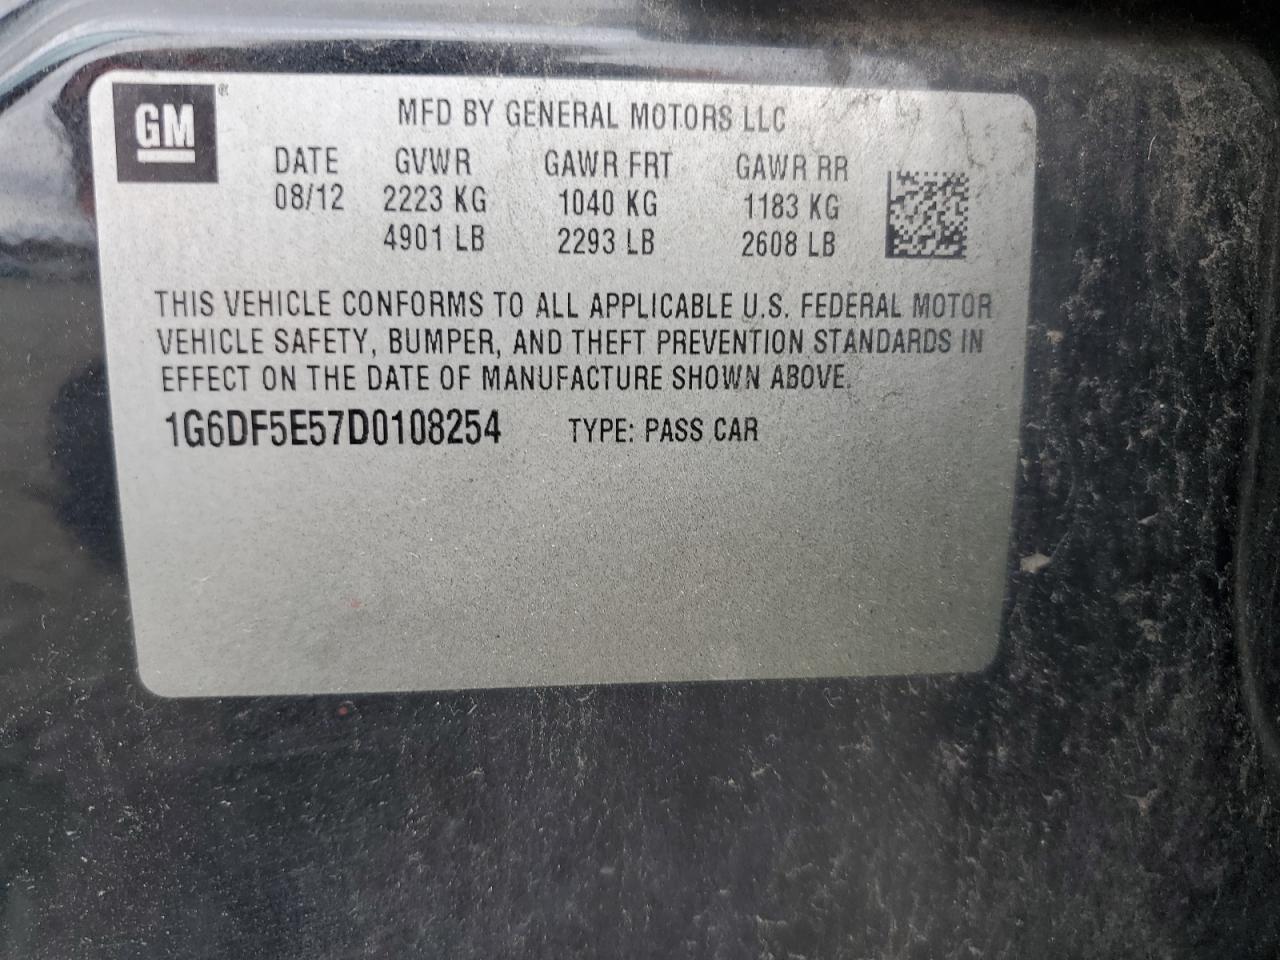 GM®
MFD BY GENERAL MOTORS LLC
DATE GVWR GAWR FRT GAWR RR
08/12 2223 KG 1040 KG 1183 KG
4901 LB 2293 LB 2608 LB
THIS VEHICLE CONFORMS TO ALL APPLICABLE U.S. FEDERAL MOTOR
VEHICLE SAFETY, BUMPER, AND THEFT PREVENTION STANDARDS IN
EFFECT ON THE DATE OF MANUFACTURE SHOWN ABOVE.
1G6DF5E57D0108254 TYPE: PASS CAR